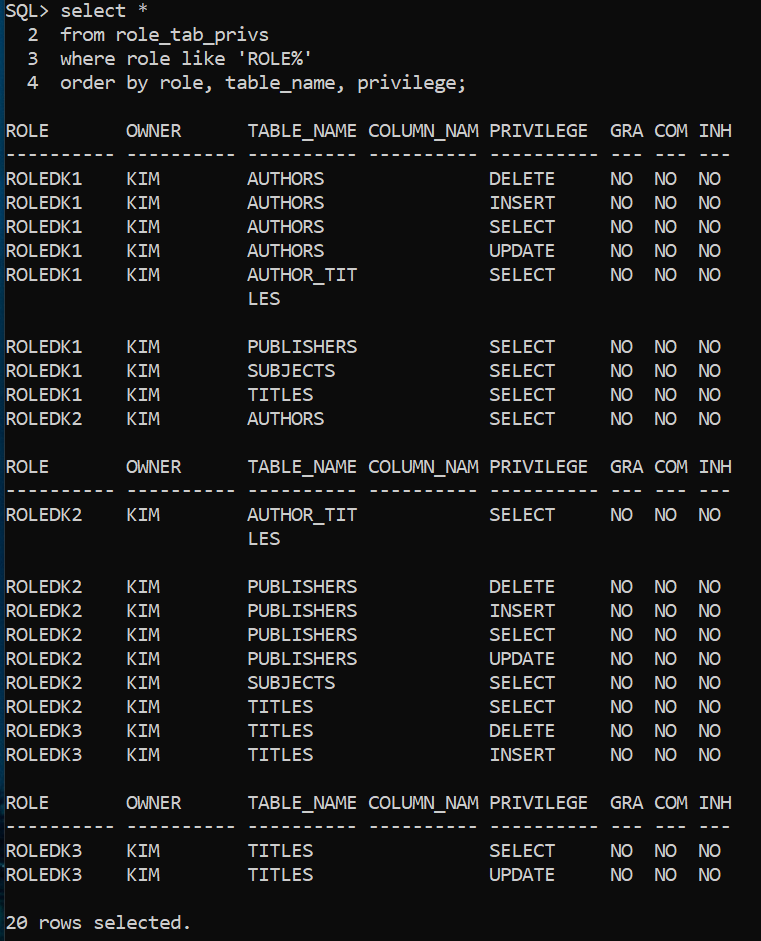 SQL> select *
  2  from role_tab_privs
  3  where role like 'ROLE%'
  4  order by role, table_name, privilege;

ROLE       OWNER      TABLE_NAME COLUMN_NAM PRIVILEGE  GRA COM INH
---------- ---------- ---------- ---------- ---------- --- --- ---
ROLEDK1    KIM        AUTHORS               DELETE     NO  NO  NO
ROLEDK1    KIM        AUTHORS               INSERT     NO  NO  NO
ROLEDK1    KIM        AUTHORS               SELECT     NO  NO  NO
ROLEDK1    KIM        AUTHORS               UPDATE     NO  NO  NO
ROLEDK1    KIM        AUTHOR_TIT            SELECT     NO  NO  NO
                      LES

ROLEDK1    KIM        PUBLISHERS            SELECT     NO  NO  NO
ROLEDK1    KIM        SUBJECTS              SELECT     NO  NO  NO
ROLEDK1    KIM        TITLES                SELECT     NO  NO  NO
ROLEDK2    KIM        AUTHORS               SELECT     NO  NO  NO

ROLE       OWNER      TABLE_NAME COLUMN_NAM PRIVILEGE  GRA COM INH
---------- ---------- ---------- ---------- ---------- --- --- ---
ROLEDK2    KIM        AUTHOR_TIT            SELECT     NO  NO  NO
                      LES

ROLEDK2    KIM        PUBLISHERS            DELETE     NO  NO  NO
ROLEDK2    KIM        PUBLISHERS            INSERT     NO  NO  NO
ROLEDK2    KIM        PUBLISHERS            SELECT     NO  NO  NO
ROLEDK2    KIM        PUBLISHERS            UPDATE     NO  NO  NO
ROLEDK2    KIM        SUBJECTS              SELECT     NO  NO  NO
ROLEDK2    KIM        TITLES                SELECT     NO  NO  NO
ROLEDK3    KIM        TITLES                DELETE     NO  NO  NO
ROLEDK3    KIM        TITLES                INSERT     NO  NO  NO

ROLE       OWNER      TABLE_NAME COLUMN_NAM PRIVILEGE  GRA COM INH
---------- ---------- ---------- ---------- ---------- --- --- ---
ROLEDK3    KIM        TITLES                SELECT     NO  NO  NO
ROLEDK3    KIM        TITLES                UPDATE     NO  NO  NO

20 rows selected.